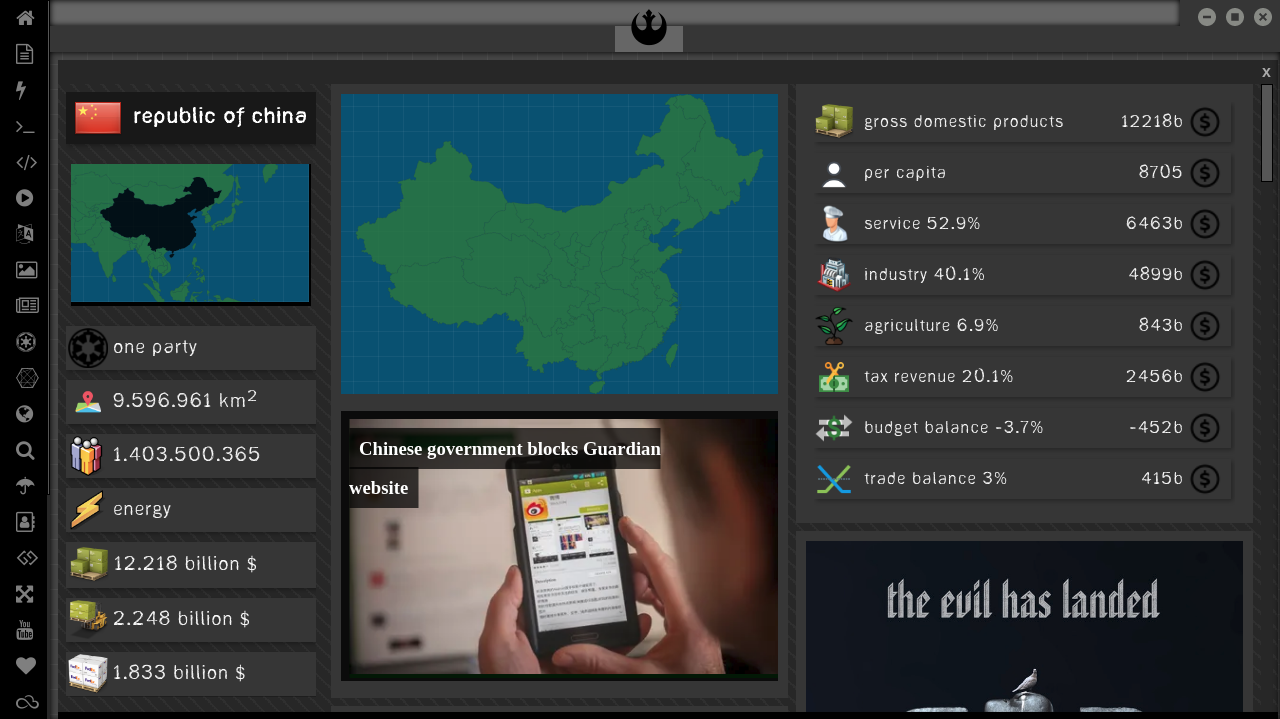 x
republic of china
one party
9.596.961 km2
1.403.500.365
energy
12.218 billion $
2.248 billion $
1.833 billion $
Chinese government blocks Guardian
website
gross domestic products 12218b
per capita 8705
service 52.9% 6463b
industry 40.1% 4899b
agriculture 6.9% 843b
tax revenue 20.1% 2456b
budget balance -3.7% -452b
trade balance 3% 415b
the evil has landed
You
Tube